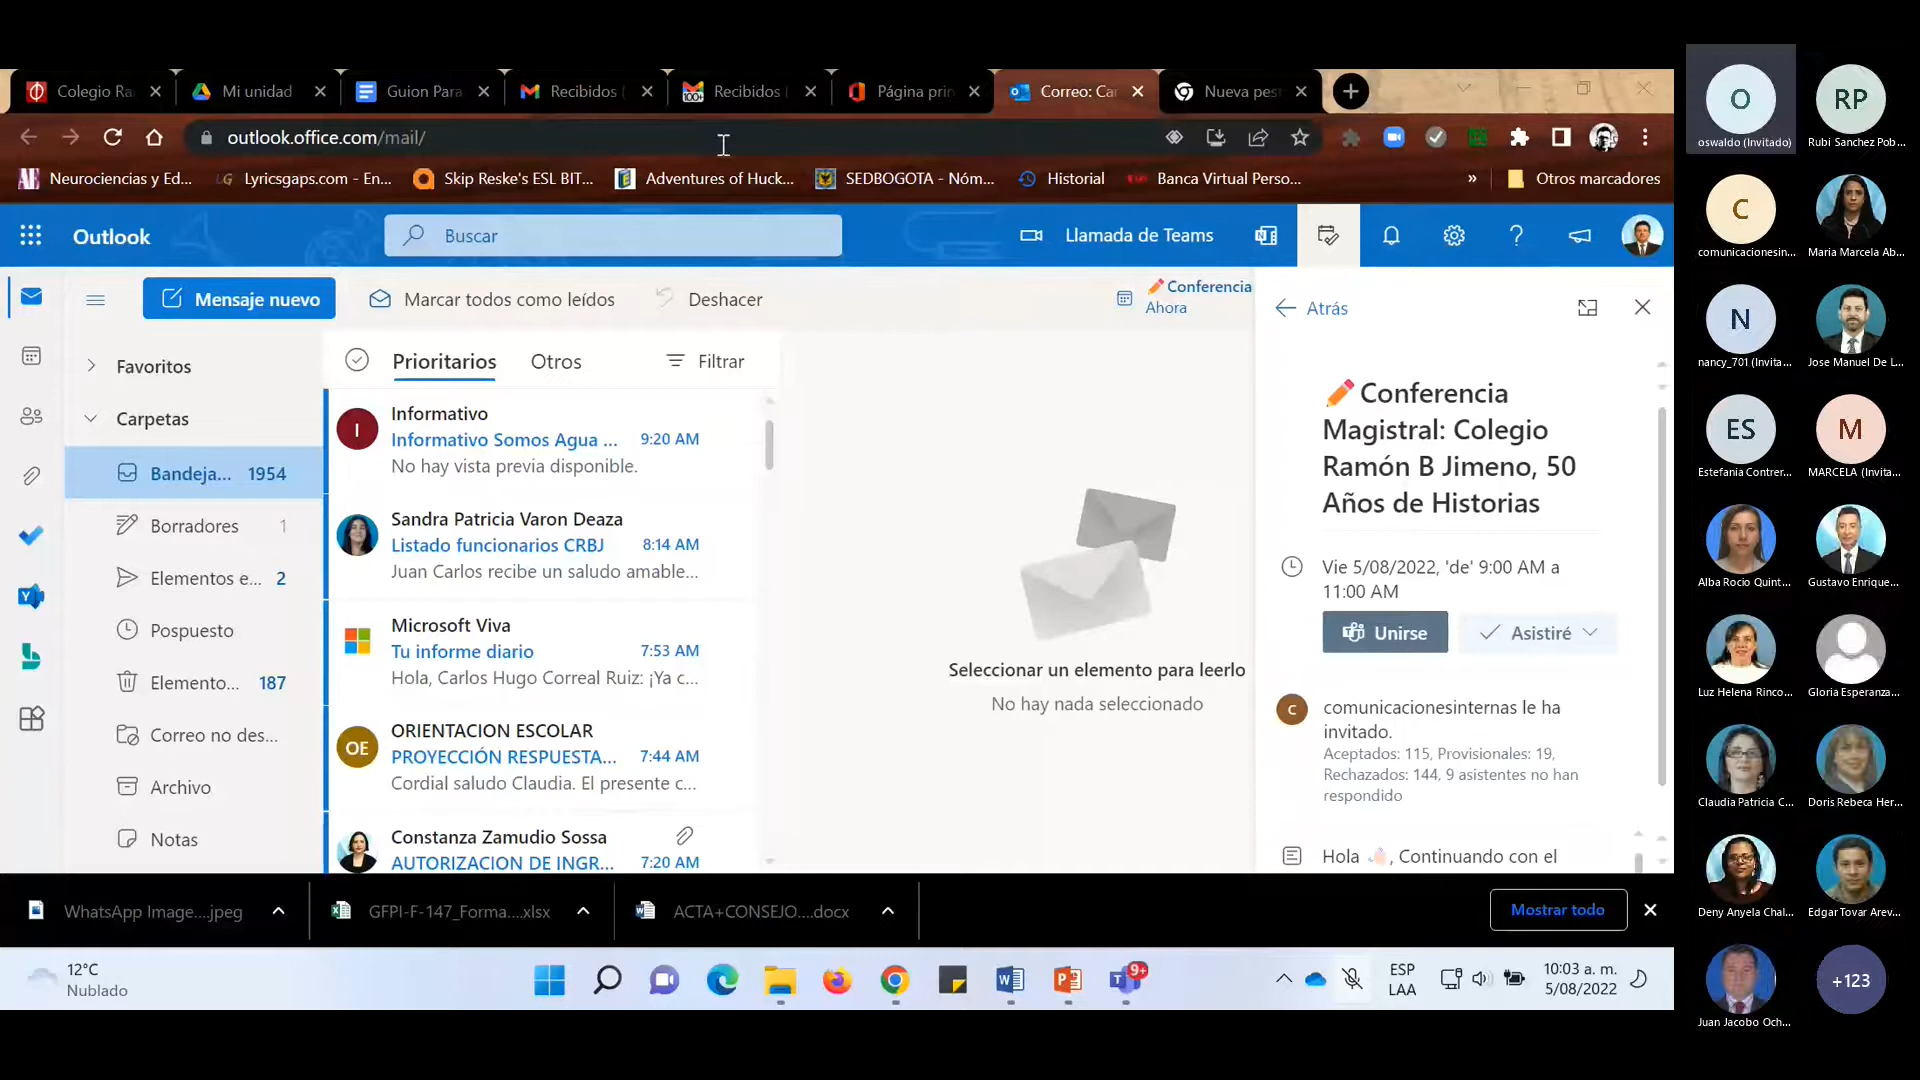 Colegio Ra
Mi unidad
Guion Para
Recibidos (
Recibidos (
Página prin
Correo: Ca
Nueva pes
outlook.office.com/mail/
Neurociencias y Ed...
Lyricsgaps.com - En...
Skip Reske's ESL BIT...
Adventures of Huck...
SEDBOGOTA - Nóm...
Historial
Banca Virtual Perso...
»
Otros marcadores
Outlook
Buscar
Llamada de Teams
Mensaje nuevo
Marcar todos como leídos
Deshacer
Conferencia
Ahora
Atrás
Favoritos
Carpetas
Bandeja... 1954
Borradores 1
Elementos e... 2
Pospuesto
Elemento... 187
Correo no des...
Archivo
Notas
Prioritarios
Otros
Filtrar
I
Informativo
Informativo Somos Agua ... 9:20 AM
No hay vista previa disponible.
Sandra Patricia Varon Deaza
Listado funcionarios CRBJ 8:14 AM
Juan Carlos recibe un saludo amable...
Microsoft Viva
Tu informe diario 7:53 AM
Hola, Carlos Hugo Correal Ruiz: ¡Ya c...
OE
ORIENTACION ESCOLAR
PROYECCIÓN RESPUESTA... 7:44 AM
Cordial saludo Claudia. El presente c...
Constanza Zamudio Sossa
AUTORIZACION DE INGR... 7:20 AM
Seleccionar un elemento para leerlo
No hay nada seleccionado
Conferencia
Magistral: Colegio
Ramón B Jimeno, 50
Años de Historias
Vie 5/08/2022, 'de' 9:00 AM a
11:00 AM
Unirse
Asistiré
C
comunicacionesinternas le ha
invitado.
Aceptados: 115, Provisionales: 19,
Rechazados: 144, 9 asistentes no han
respondido
Hola 👋🏻, Continuando con el
WhatsApp Image....jpeg
GFPI-F-147_Forma....xlsx
ACTA+CONSEJO....docx
Mostrar todo
12°C
Nublado
9+
ESP
LAA
10:03 a. m.
5/08/2022
O
oswaldo (Invitado)
RP
Rubi Sanchez Pob...
C
comunicacionesin...
Maria Marcela Ab...
N
nancy_701 (Invita...
Jose Manuel De L...
ES
Estefania Contrer...
M
MARCELA (Invita...
Alba Rocio Quint...
Gustavo Enrique...
Luz Helena Rinco...
Gloria Esperanza...
Claudia Patricia C...
Doris Rebeca Her...
Deny Anyela Chal...
Edgar Tovar Arev...
Juan Jacobo Och...
+123